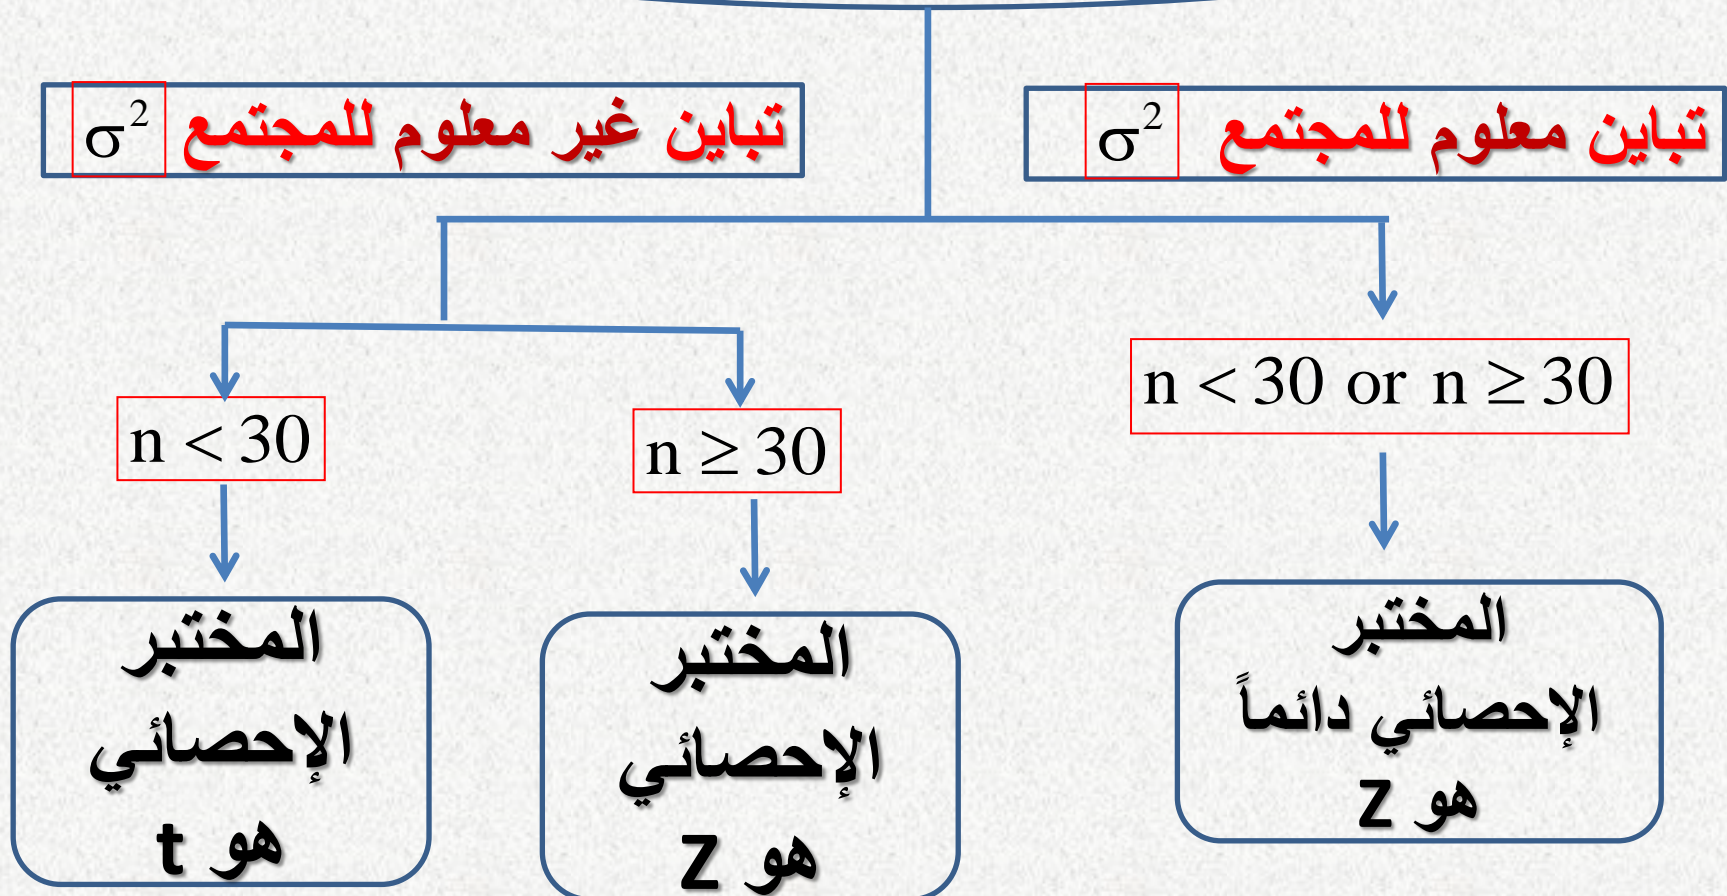 تباين معلوم للمجتمع σ²
تباين غير معلوم للمجتمع σ²
n < 30 or n ≥ 30
n ≥ 30
n < 30
المختبر
الإحصائي دائماً
هو Z
المختبر
الإحصائي
هو Z
المختبر
الإحصائي
هو t